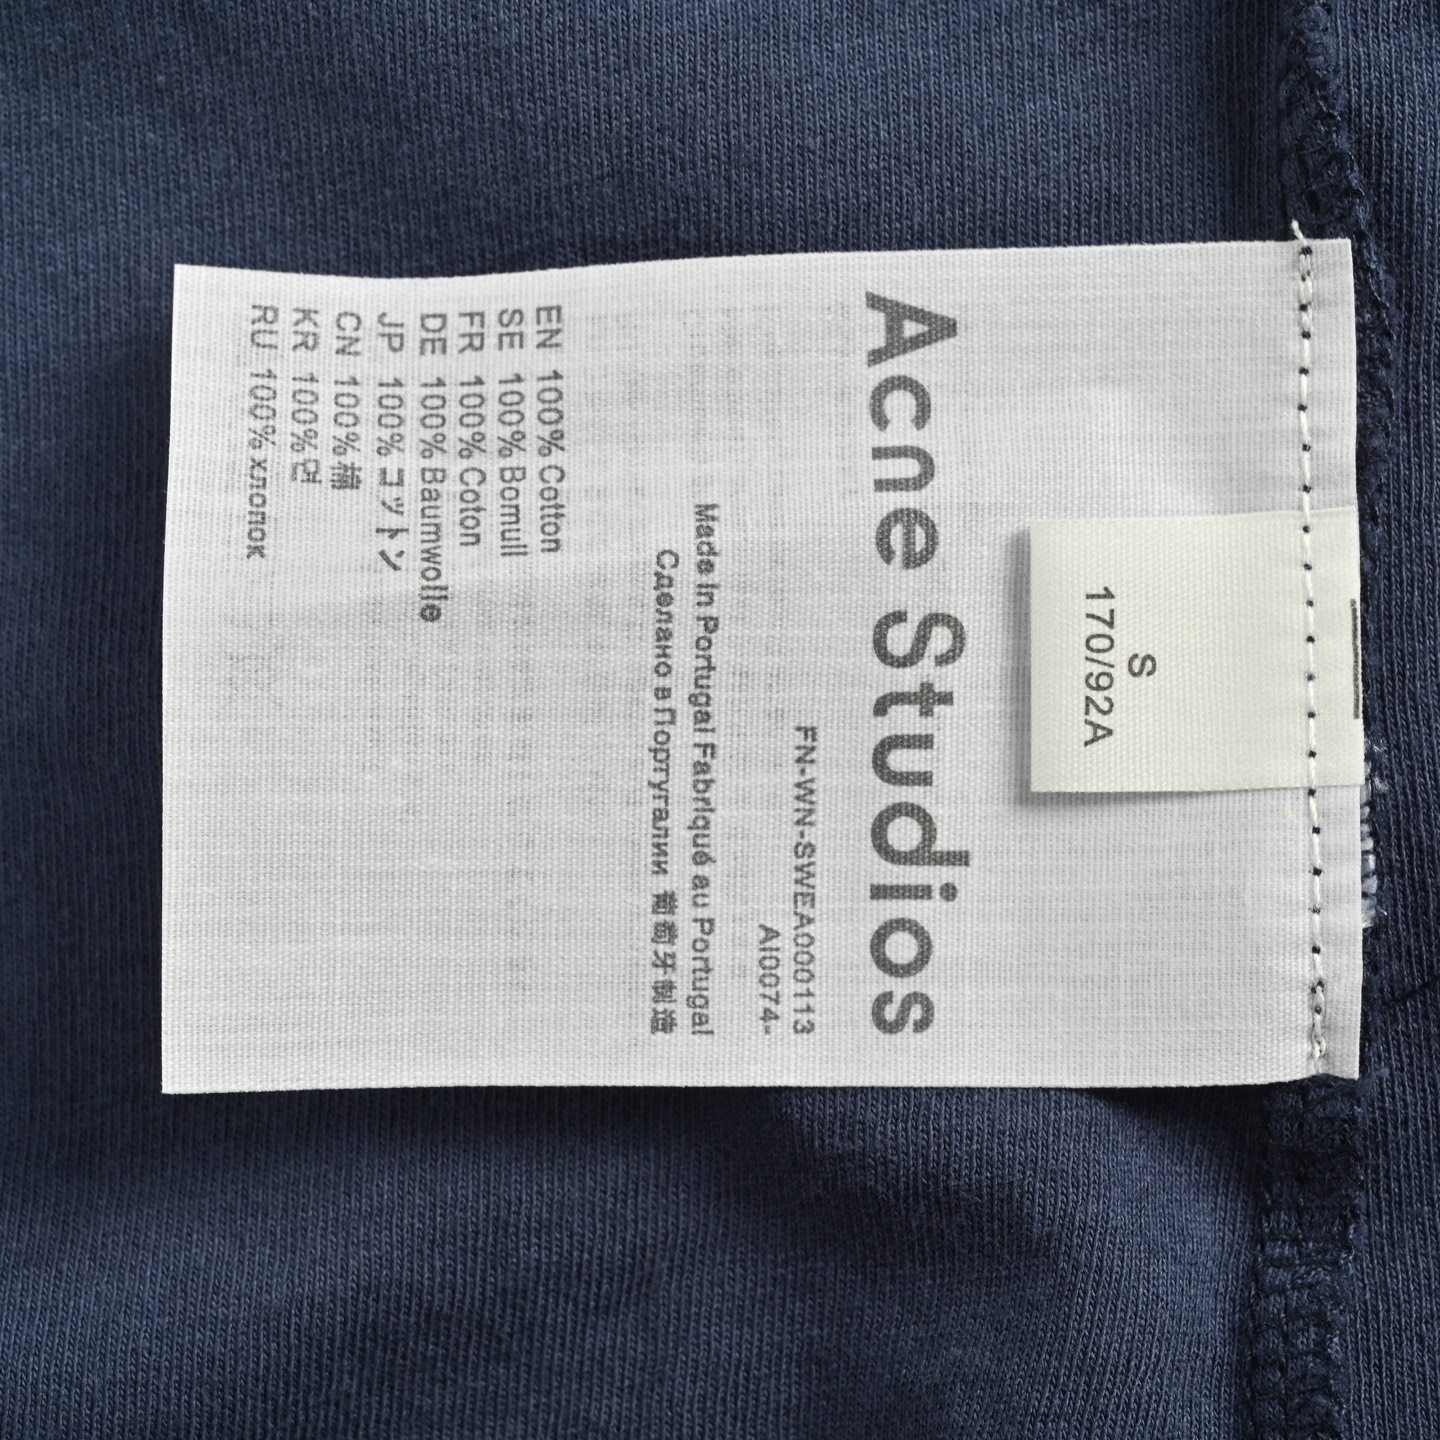 S
170/92A
Acne Studios
FN-WN-SWEA000113
AI0074-
Made In Portugal Fabriqué au Portugal
Сделано в Португалии 葡萄牙制造
EN 100% Cotton
SE 100% Bomull
FR 100% Coton
DE 100% Baumwolle
JP 100% コットン
CN 100% 棉
KR 100% 면
RU 100% хлопок